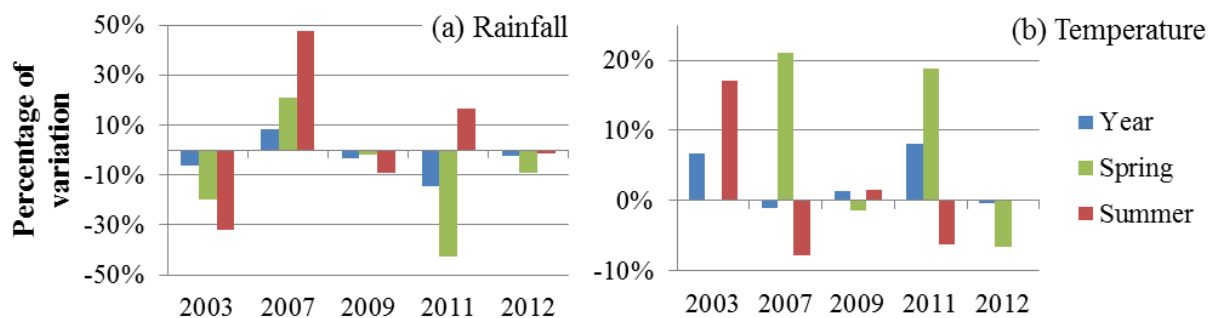 Percentage of
variation
(a) Rainfall
50%
30%
10%
-10%
-30%
-50%
2003 2007 2009 2011 2012
(b) Temperature
20%
10%
0%
-10%
2003 2007 2009 2011 2012
Year
Spring
Summer